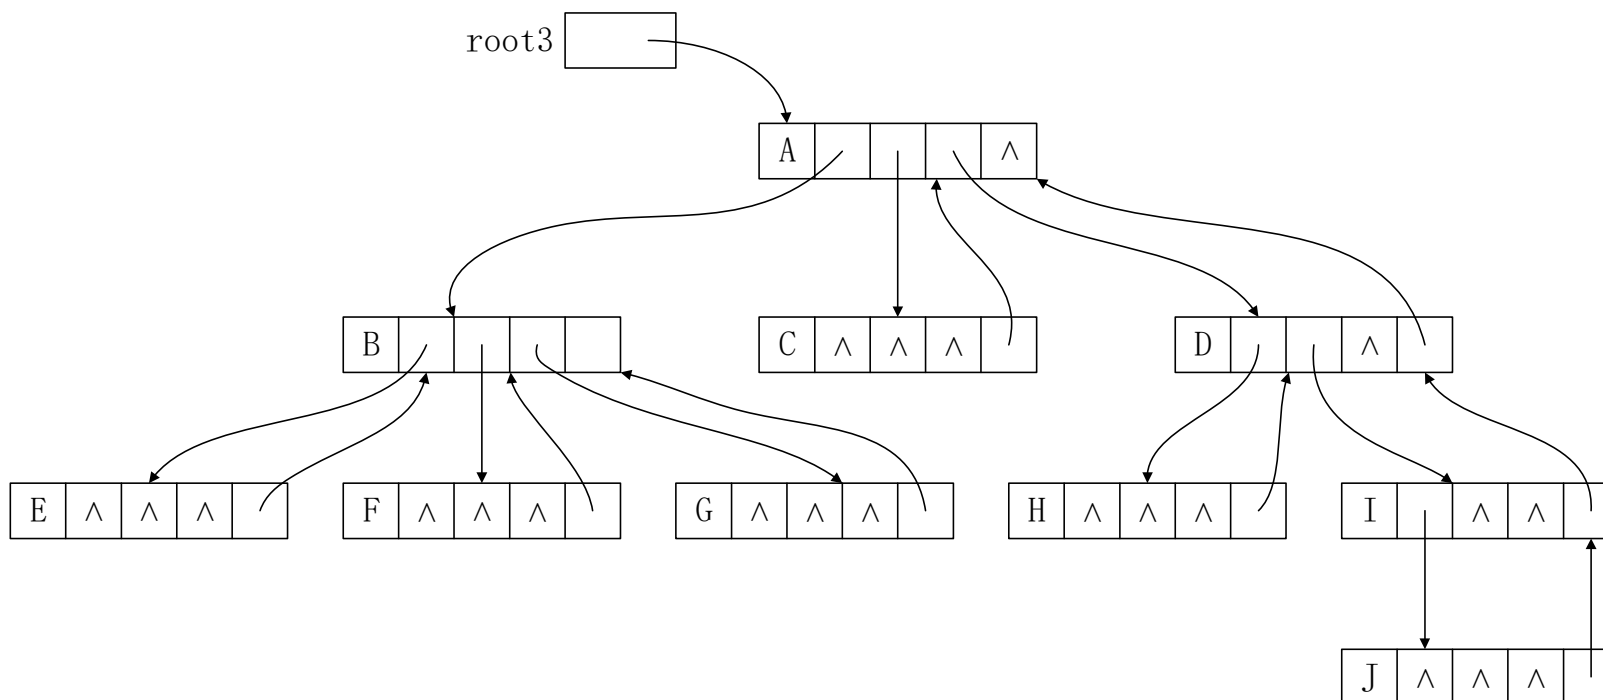 root3
A ∧
B C ∧ ∧ ∧ D ∧
E ∧ ∧ ∧ F ∧ ∧ ∧ G ∧ ∧ ∧ H ∧ ∧ ∧ I ∧ ∧
J ∧ ∧ ∧